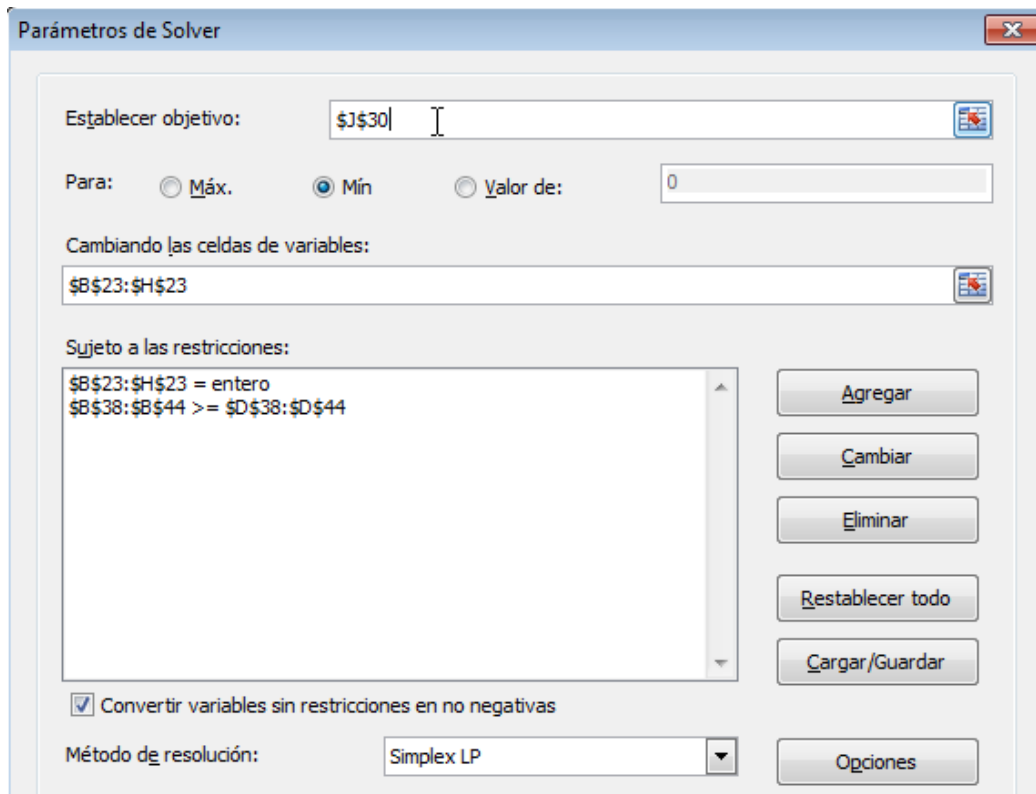 Parámetros de Solver
Establecer objetivo: $J$30
Para: Máx. Mín Valor de: 0
Cambiando las celdas de variables:
$B$23:$H$23
Sujeto a las restricciones:
$B$23:$H$23 = entero
$B$38:$B$44 >= $D$38:$D$44
Agregar
Cambiar
Eliminar
Restablecer todo
Cargar/Guardar
Convertir variables sin restricciones en no negativas
Método de resolución: Simplex LP Opciones